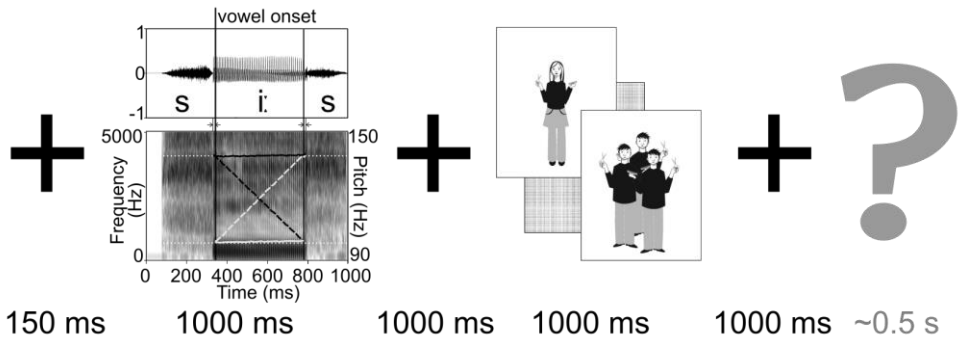 vowel onset
1
0
-1
s iː s
5000
0
Frequency
(Hz)
150
90
Pitch (Hz)
0 200 400 600 800 1000
Time (ms)
150 ms 1000 ms 1000 ms 1000 ms 1000 ms ~0.5 s
+ + + ?